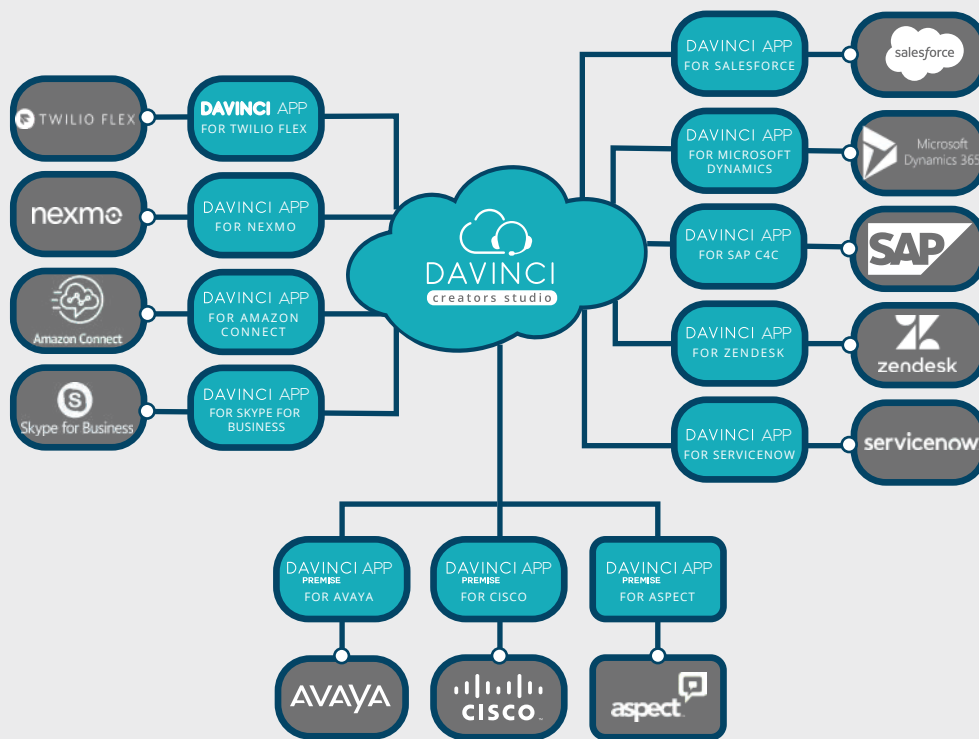 TWILIO FLEX
DAVINCI APP
FOR TWILIO FLEX
nexmo
DAVINCI APP
FOR NEXMO
Amazon Connect
DAVINCI APP
FOR AMAZON
CONNECT
S
Skype for Business
DAVINCI APP
FOR SKYPE FOR
BUSINESS
DAVINCI
creators studio
DAVINCI APP
FOR SALESFORCE
salesforce
DAVINCI APP
FOR MICROSOFT
DYNAMICS
Microsoft
Dynamics 365
DAVINCI APP
FOR SAP C4C
SAP
DAVINCI APP
FOR ZENDESK
zendesk
DAVINCI APP
FOR SERVICENOW
servicenow
DAVINCI APP
PREMISE
FOR AVAYA
DAVINCI APP
PREMISE
FOR CISCO
DAVINCI APP
PREMISE
FOR ASPECT
AVAYA
CISCO
aspect